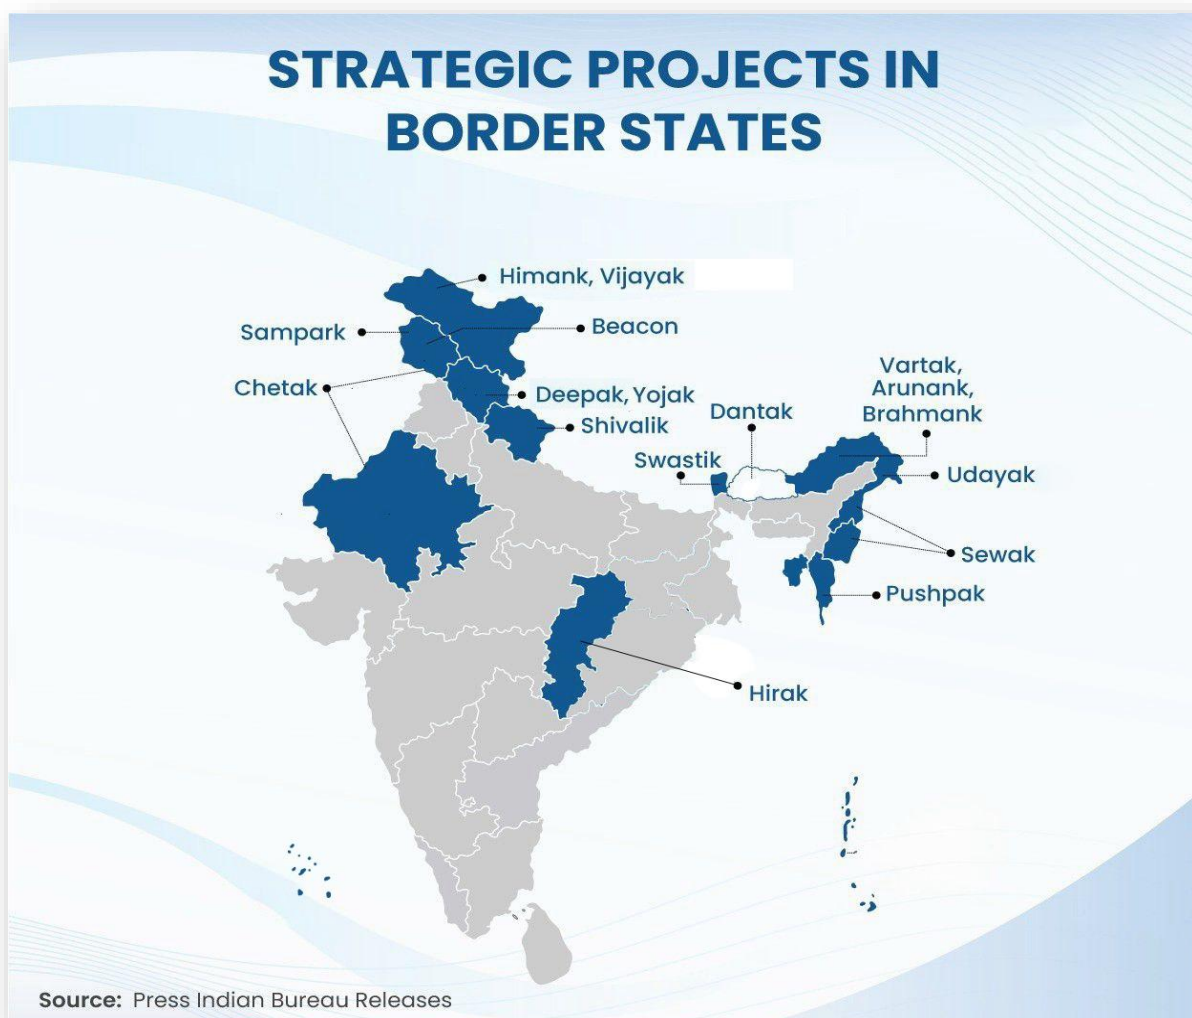 STRATEGIC PROJECTS IN
BORDER STATES
Himank, Vijayak
Sampark
Beacon
Chetak
Deepak, Yojak
Shivalik
Dantak
Vartak,
Arunank,
Brahmank
Swastik
Udayak
Sewak
Pushpak
Hirak
Source: Press Indian Bureau Releases